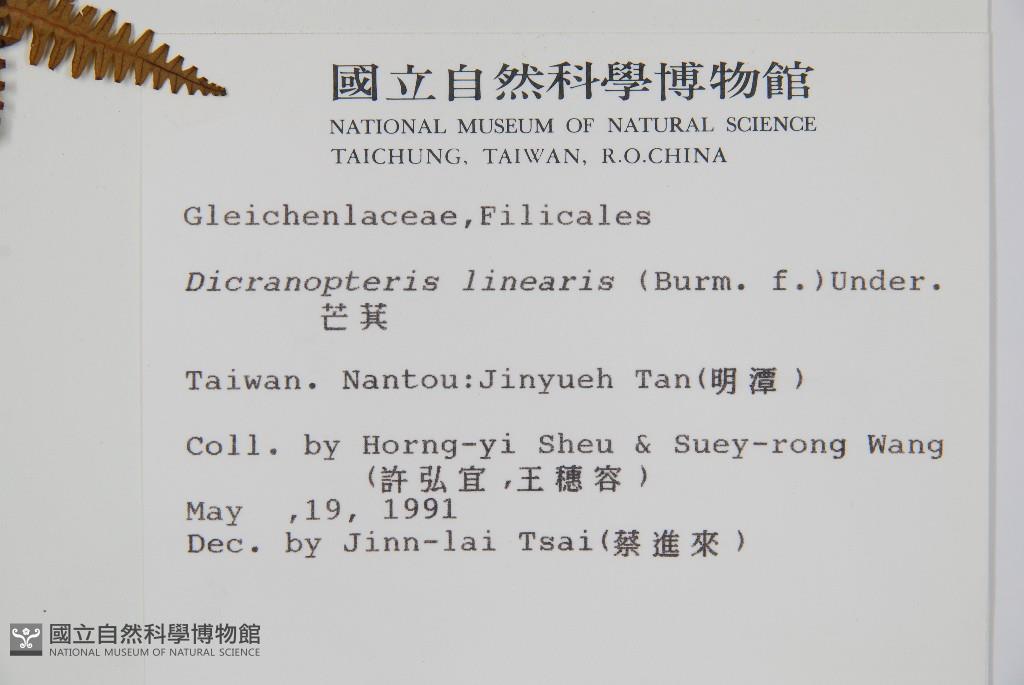 國立自然科學博物館
NATIONAL MUSEUM OF NATURAL SCIENCE
TAICHUNG, TAIWAN, R.O.CHINA
Gleichenlaceae,Filicales
Dicranopteris linearis (Burm. f.)Under.
芒萁
Taiwan. Nantou:Jinyueh Tan(明潭)
Coll. by Horng-yi Sheu & Suey-rong Wang
(許弘宜,王穗容)
May ,19, 1991
Dec. by Jinn-lai Tsai(蔡進來)
國立自然科學博物館
NATIONAL MUSEUM OF NATURAL SCIENCE